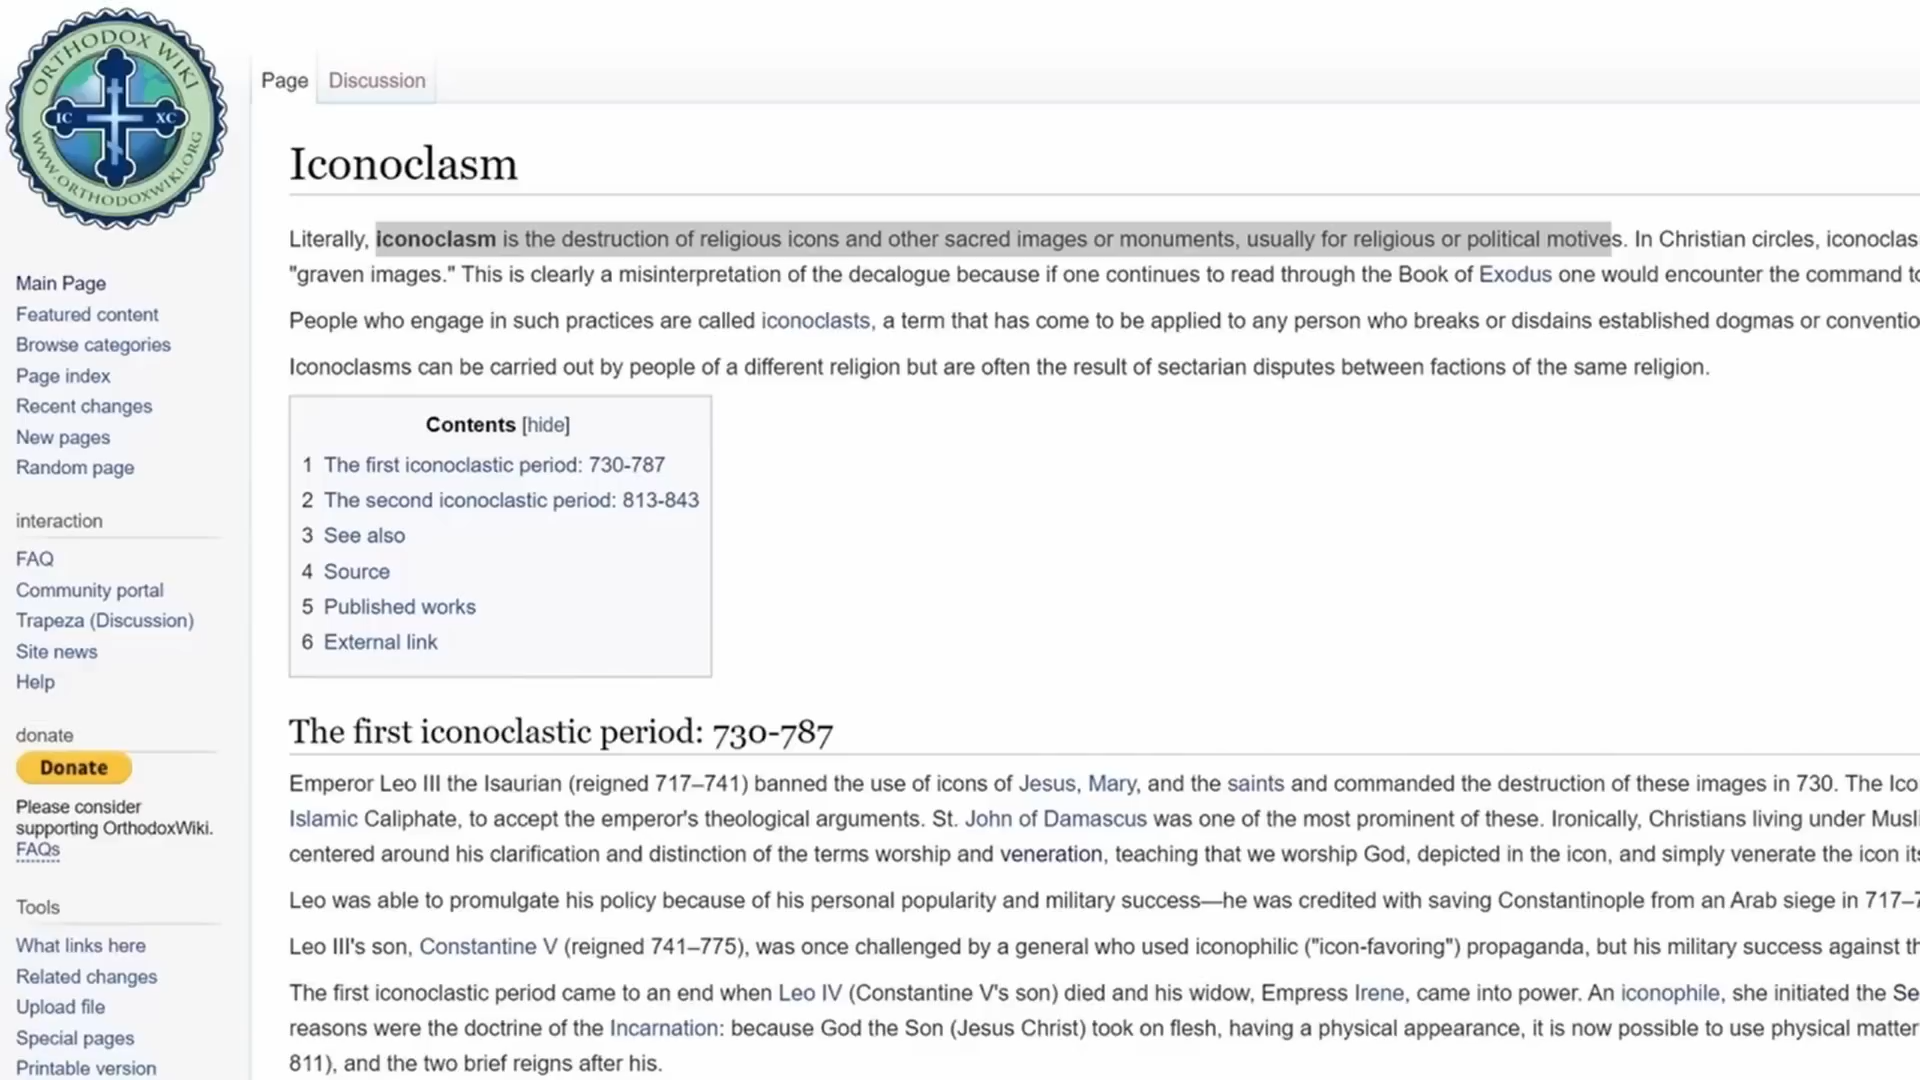 ORTHODOX WIKI
IC XC
WWW.ORTHODOXWIKI.ORG
Main Page
Featured content
Browse categories
Page index
Recent changes
New pages
Random page
interaction
FAQ
Community portal
Trapeza (Discussion)
Site news
Help
donate
Donate
Please consider
supporting OrthodoxWiki.
FAQs
Tools
What links here
Related changes
Upload file
Special pages
Printable version
Page Discussion
Iconoclasm
Literally, iconoclasm is the destruction of religious icons and other sacred images or monuments, usually for religious or political motives. In Christian circles, iconoclas
"graven images." This is clearly a misinterpretation of the decalogue because if one continues to read through the Book of Exodus one would encounter the command to
People who engage in such practices are called iconoclasts, a term that has come to be applied to any person who breaks or disdains established dogmas or conventio
Iconoclasms can be carried out by people of a different religion but are often the result of sectarian disputes between factions of the same religion.
Contents [hide]
1 The first iconoclastic period: 730-787
2 The second iconoclastic period: 813-843
3 See also
4 Source
5 Published works
6 External link
The first iconoclastic period: 730-787
Emperor Leo III the Isaurian (reigned 717–741) banned the use of icons of Jesus, Mary, and the saints and commanded the destruction of these images in 730. The Ico
Islamic Caliphate, to accept the emperor's theological arguments. St. John of Damascus was one of the most prominent of these. Ironically, Christians living under Musl
centered around his clarification and distinction of the terms worship and veneration, teaching that we worship God, depicted in the icon, and simply venerate the icon its
Leo was able to promulgate his policy because of his personal popularity and military success—he was credited with saving Constantinople from an Arab siege in 717–7
Leo III's son, Constantine V (reigned 741–775), was once challenged by a general who used iconophilic ("icon-favoring") propaganda, but his military success against th
The first iconoclastic period came to an end when Leo IV (Constantine V's son) died and his widow, Empress Irene, came into power. An iconophile, she initiated the Se
reasons were the doctrine of the Incarnation: because God the Son (Jesus Christ) took on flesh, having a physical appearance, it is now possible to use physical matter
811), and the two brief reigns after his.